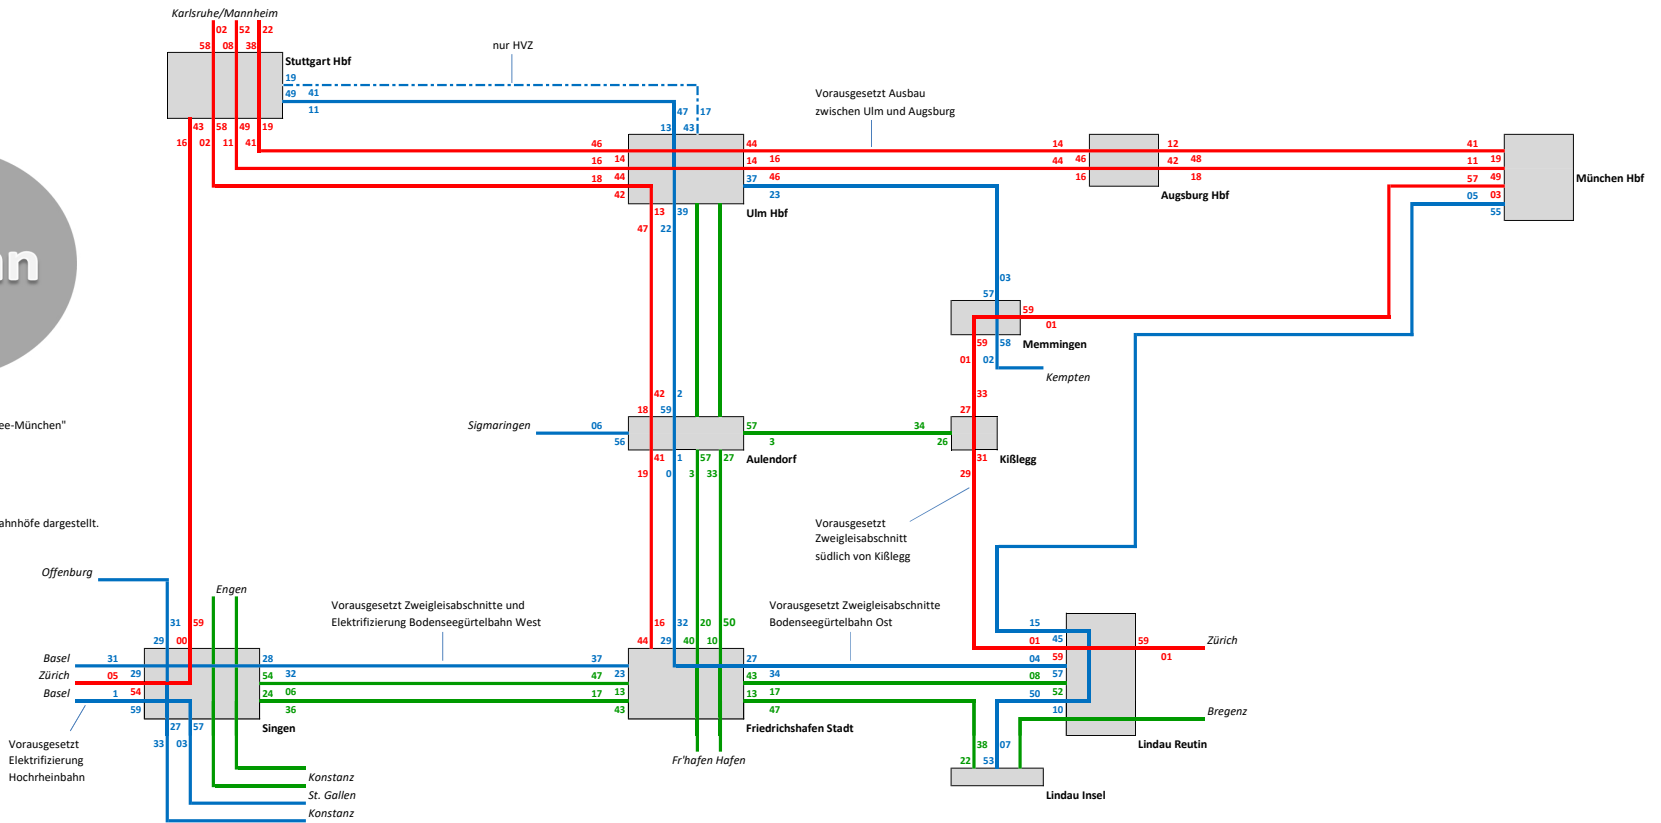 Karlsruhe/Mannheim
02 52 22
58 08 38
Stuttgart Hbf
19
49 41
11
nur HVZ
43 58 49 19
16 02 11 41
47 17
13 43
Vorausgesetzt Ausbau
zwischen Ulm und Augsburg
46
16 14
18 44
42
44
14 16
37 46
23
Ulm Hbf
13 39
47 22
14
44 46
16
12
42 48
18
Augsburg Hbf
41
11 19
57 49
05 03
55
München Hbf
nn
03
57
59
01
Memmingen
59 58
01 02
Kempten
ee-München"
Sigmaringen
06
56
42 2
18 59
57
3
Aulendorf
41 1 57 27
19 0 3 33
34
26
33
27
Kißlegg
31
29
Vorausgesetzt
Zweigleisabschnitt
südlich von Kißlegg
ahnhöfe dargestellt.
Offenburg
Engen
31 59
29 00
Basel 31
Zürich 05 29
Basel 1 54
59
28
54 32
24 06
36
Singen
27 57
33 03
Vorausgesetzt
Elektrifizierung
Hochrheinbahn
Konstanz
St. Gallen
Konstanz
Vorausgesetzt Zweigleisabschnitte und
Elektrifizierung Bodenseegürtelbahn West
16 32 20 50
44 29 40 10
37
47 23
17 13
43
27
43 34
13 17
47
Friedrichshafen Stadt
Fr'hafen Hafen
Vorausgesetzt Zweigleisabschnitte
Bodenseegürtelbahn Ost
15
01 45
04 59
08 57
50 52
10
59
01
Zürich
Bregenz
Lindau Reutin
38 07
22 53
Lindau Insel